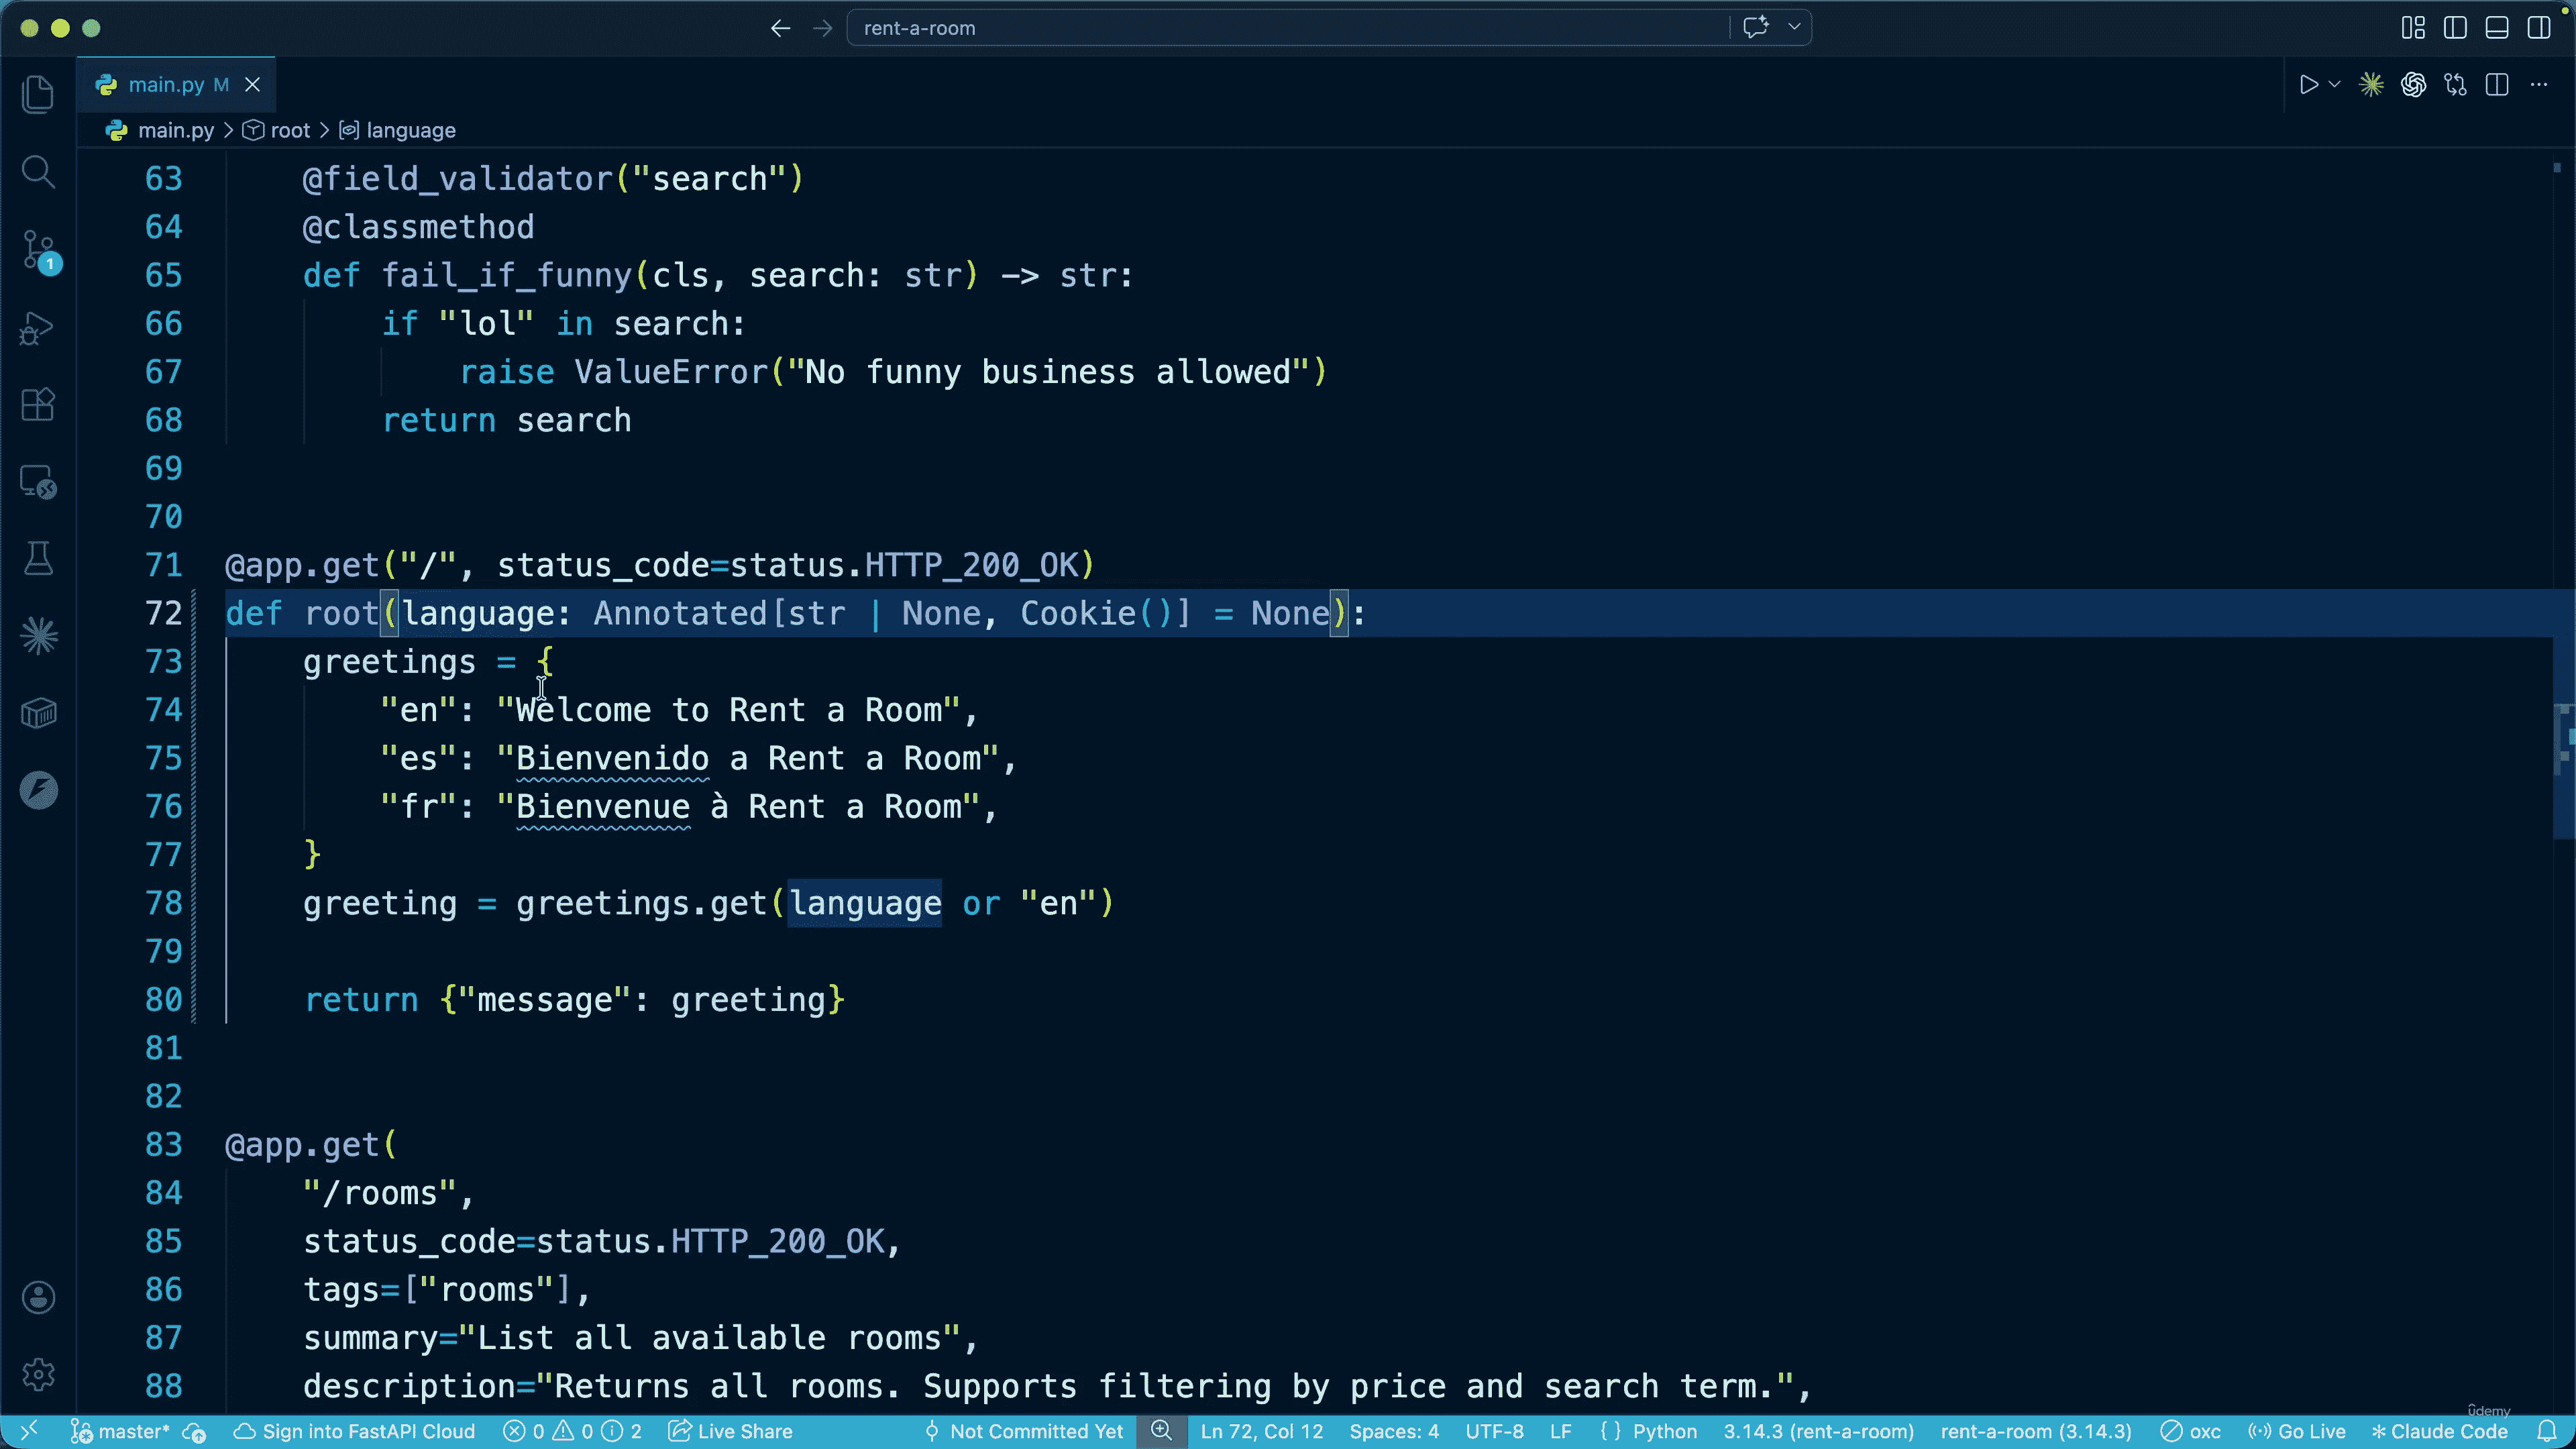 rent-a-room
main.py M
main.py > root > language
63 @field_validator("search")
64 @classmethod
65 def fail_if_funny(cls, search: str) -> str:
66 if "lol" in search:
67 raise ValueError("No funny business allowed")
68 return search
69
70
71 @app.get("/", status_code=status.HTTP_200_OK)
72 def root(language: Annotated[str | None, Cookie()] = None):
73 greetings = {
74 "en": "Welcome to Rent a Room",
75 "es": "Bienvenido a Rent a Room",
76 "fr": "Bienvenue à Rent a Room",
77 }
78 greeting = greetings.get(language or "en")
79
80 return {"message": greeting}
81
82
83 @app.get(
84 "/rooms",
85 status_code=status.HTTP_200_OK,
86 tags=["rooms"],
87 summary="List all available rooms",
88 description="Returns all rooms. Supports filtering by price and search term.",
1
ûdemy
master* Sign into FastAPI Cloud 0 0 2 Live Share Not Committed Yet Ln 72, Col 12 Spaces: 4 UTF-8 LF { } Python 3.14.3 (rent-a-room) rent-a-room (3.14.3) oxc Go Live Claude Code